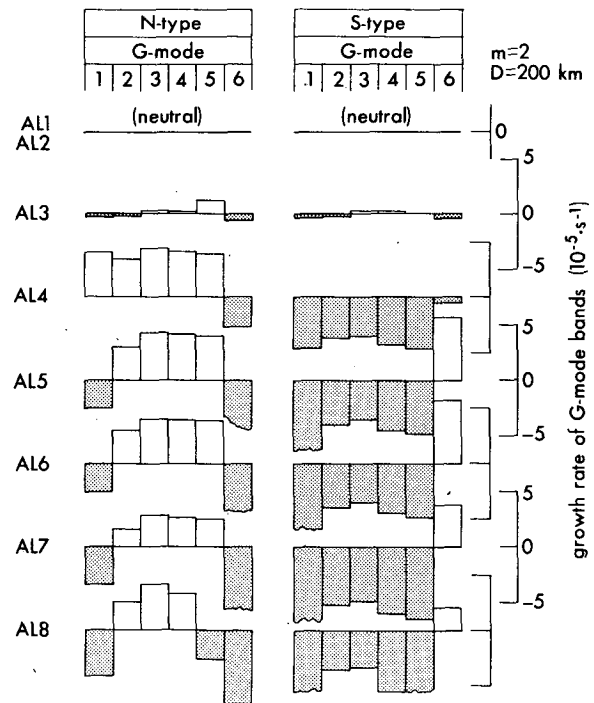 N-type
S-type
G-mode
G-mode
m=2
D=200 km
1 2 3 4 5 6
1 2 3 4 5 6
AL1
AL2
(neutral)
(neutral)
0
5
AL3
0
-5
AL4
5
AL5
0
-5
AL6
5
AL7
0
-5
AL8
growth rate of G-mode bands (10⁻⁵·s⁻¹)